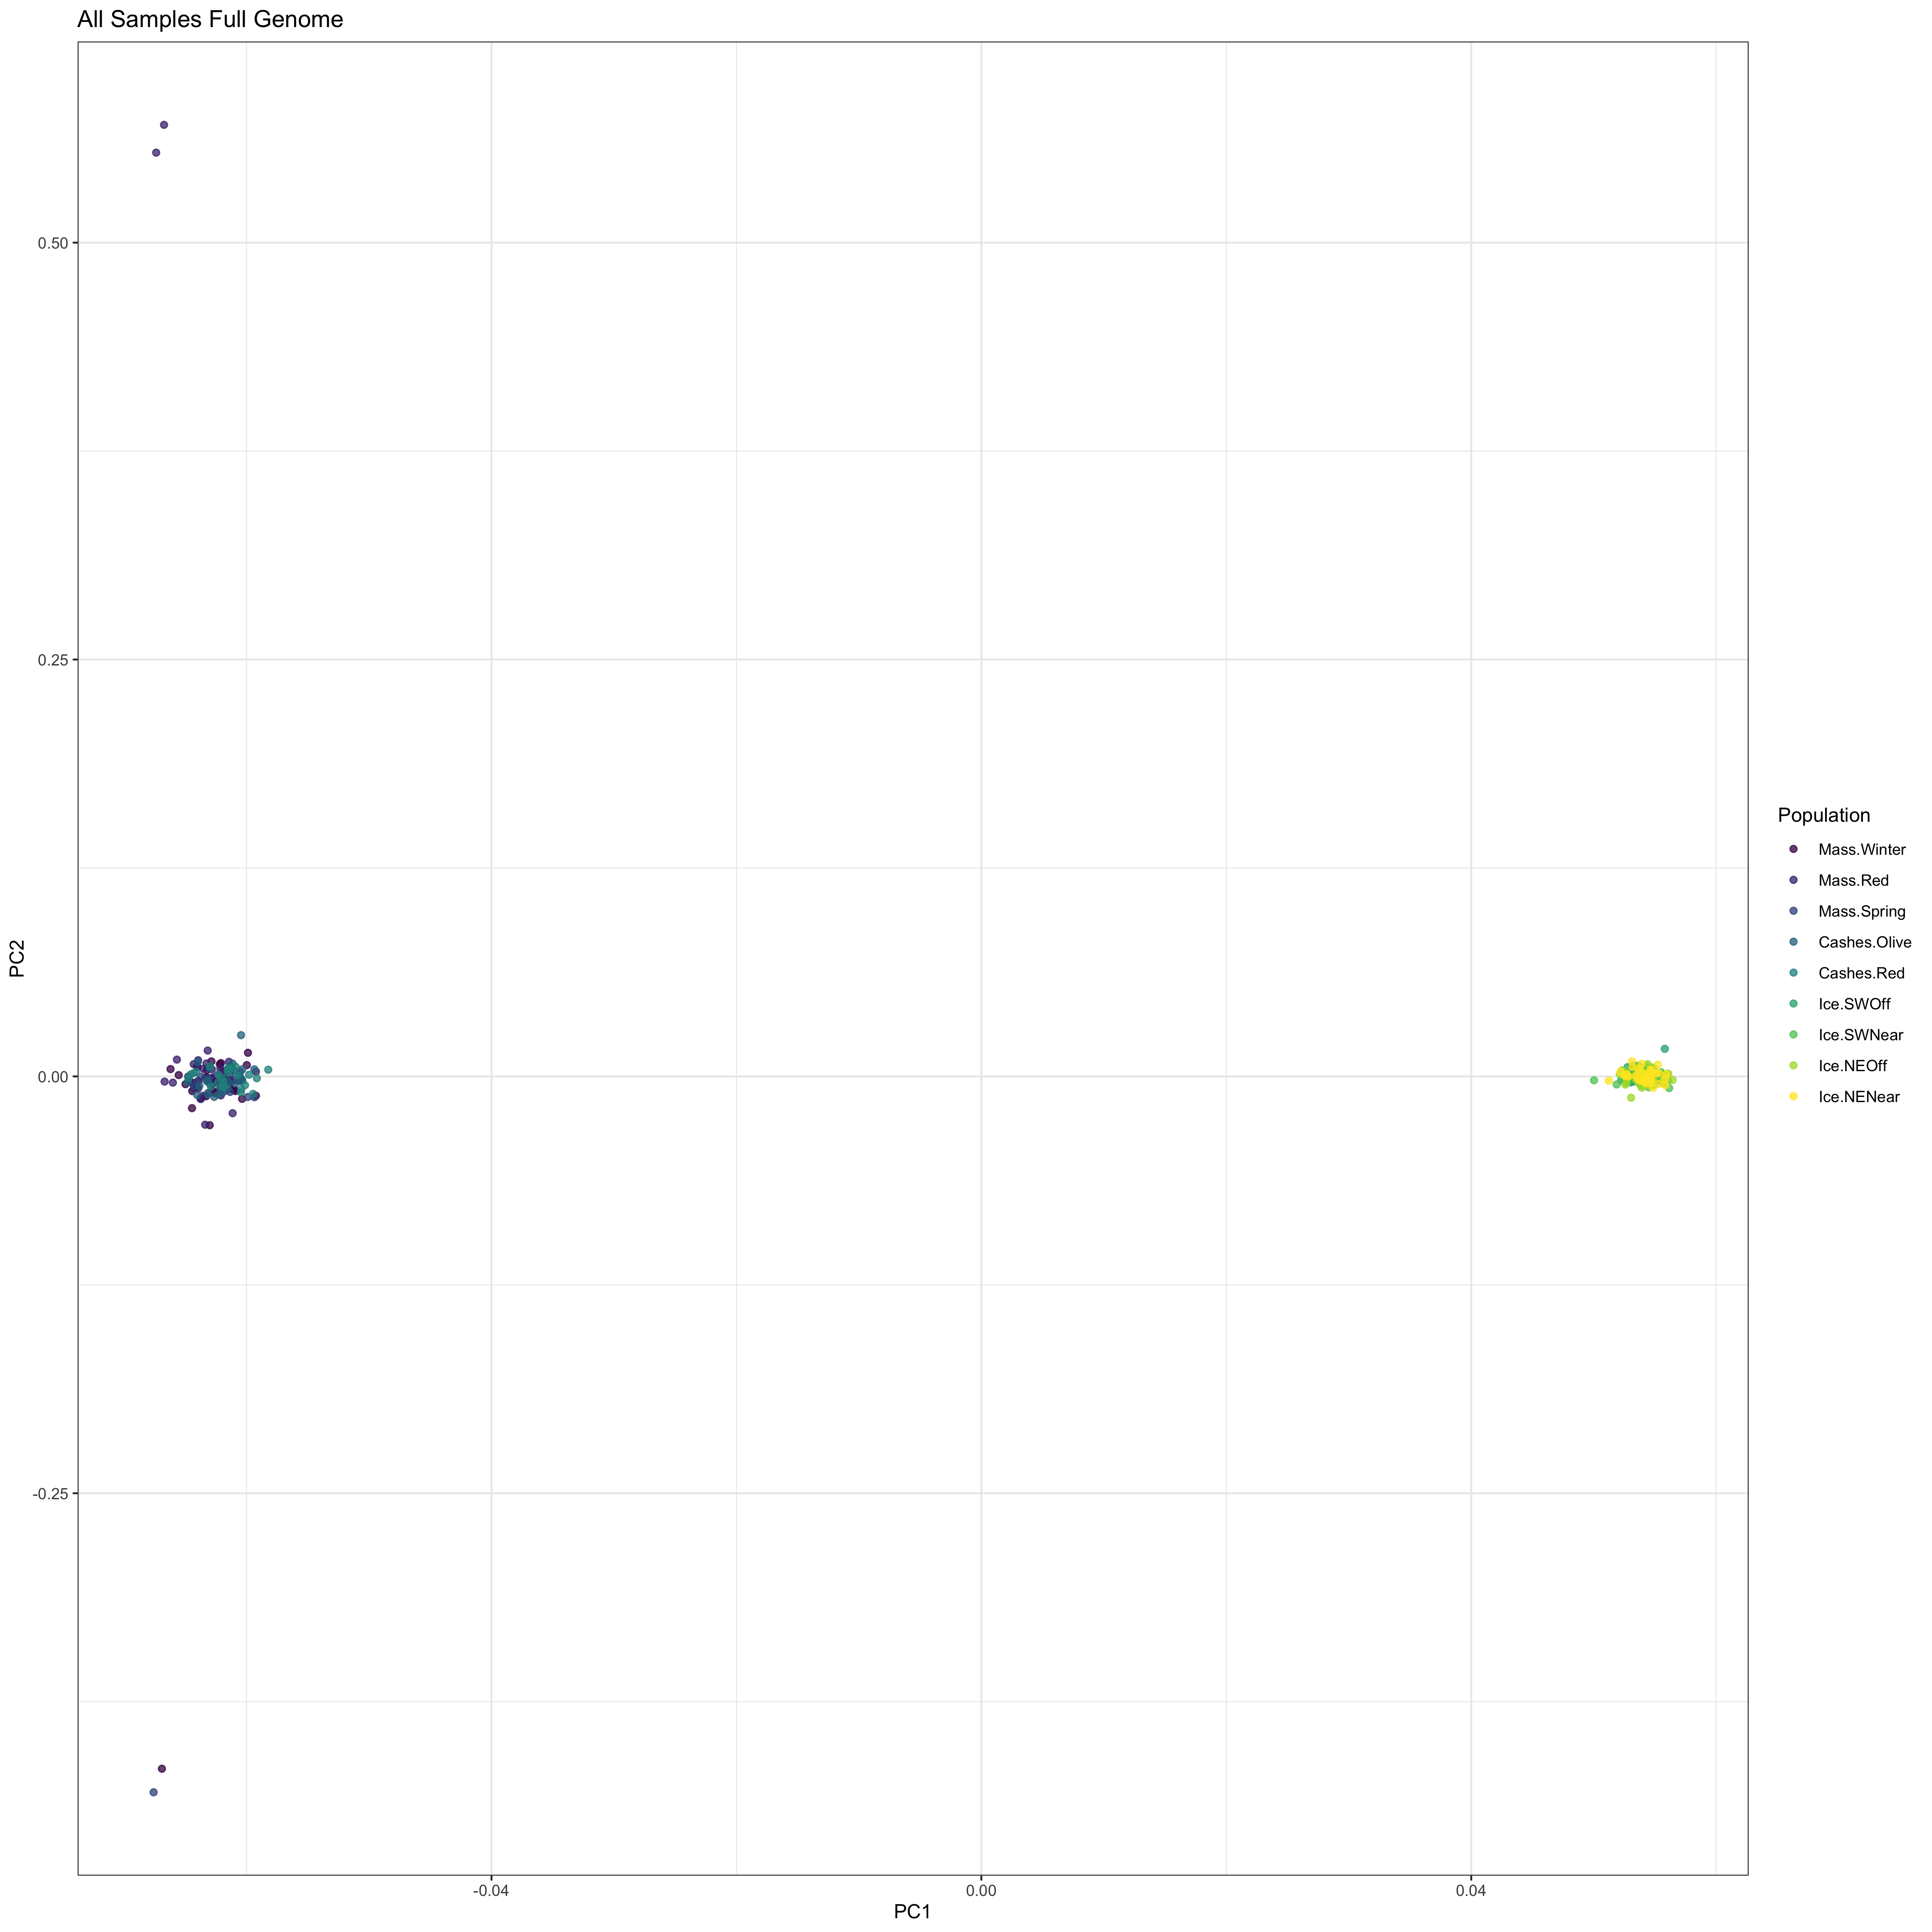 All Samples Full Genome
0.50
0.25
0.00
-0.25
PC2
-0.04
0.00
0.04
PC1
Population
Mass.Winter
Mass.Red
Mass.Spring
Cashes.Olive
Cashes.Red
Ice.SWOff
Ice.SWNear
Ice.NEOff
Ice.NENear